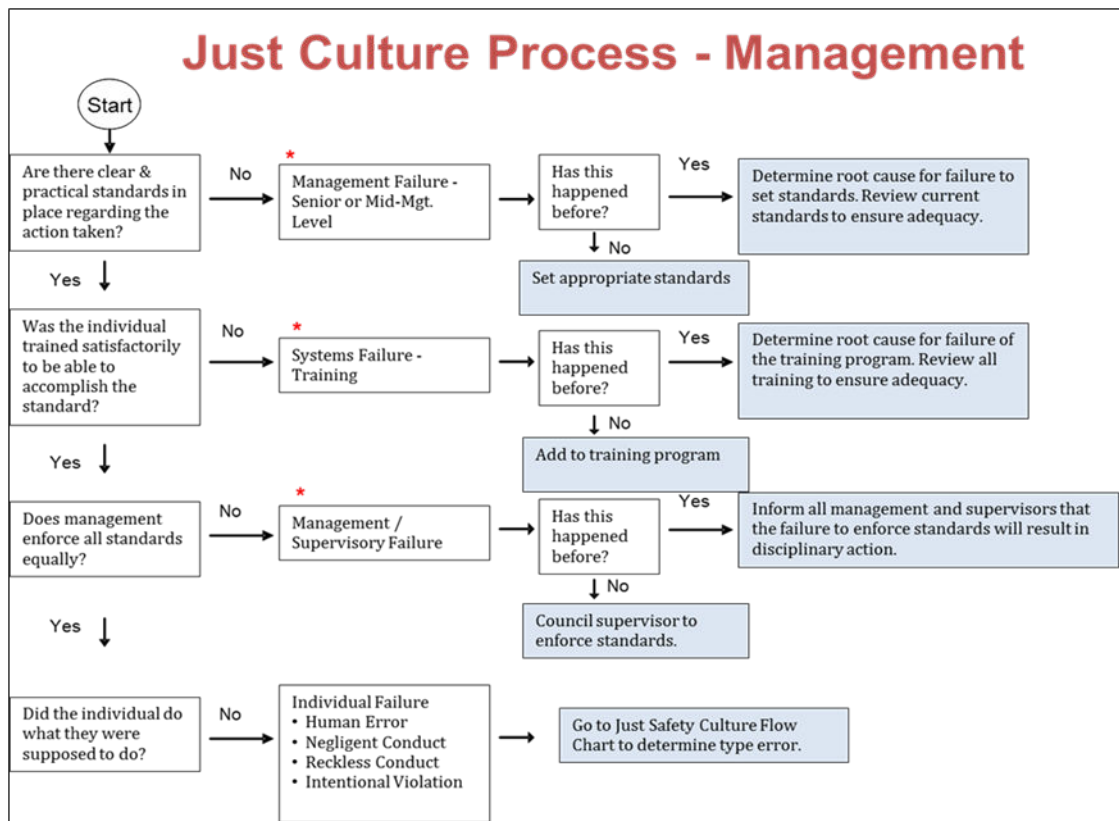 Just Culture Process - Management
Start
Are there clear &
practical standards in
place regarding the
action taken?
No
*
Management Failure -
Senior or Mid-Mgt.
Level
Has this
happened
before?
Yes
Determine root cause for failure to
set standards. Review current
standards to ensure adequacy.
No
Set appropriate standards
Yes
Was the individual
trained satisfactorily
to be able to
accomplish the
standard?
No
*
Systems Failure -
Training
Has this
happened
before?
Yes
Determine root cause for failure of
the training program. Review all
training to ensure adequacy.
No
Add to training program
Yes
Does management
enforce all standards
equally?
No
*
Management /
Supervisory Failure
Has this
happened
before?
Yes
Inform all management and supervisors that
the failure to enforce standards will result in
disciplinary action.
No
Council supervisor to
enforce standards.
Yes
Did the individual do
what they were
supposed to do?
No
Individual Failure
• Human Error
• Negligent Conduct
• Reckless Conduct
• Intentional Violation
Go to Just Safety Culture Flow
Chart to determine type error.